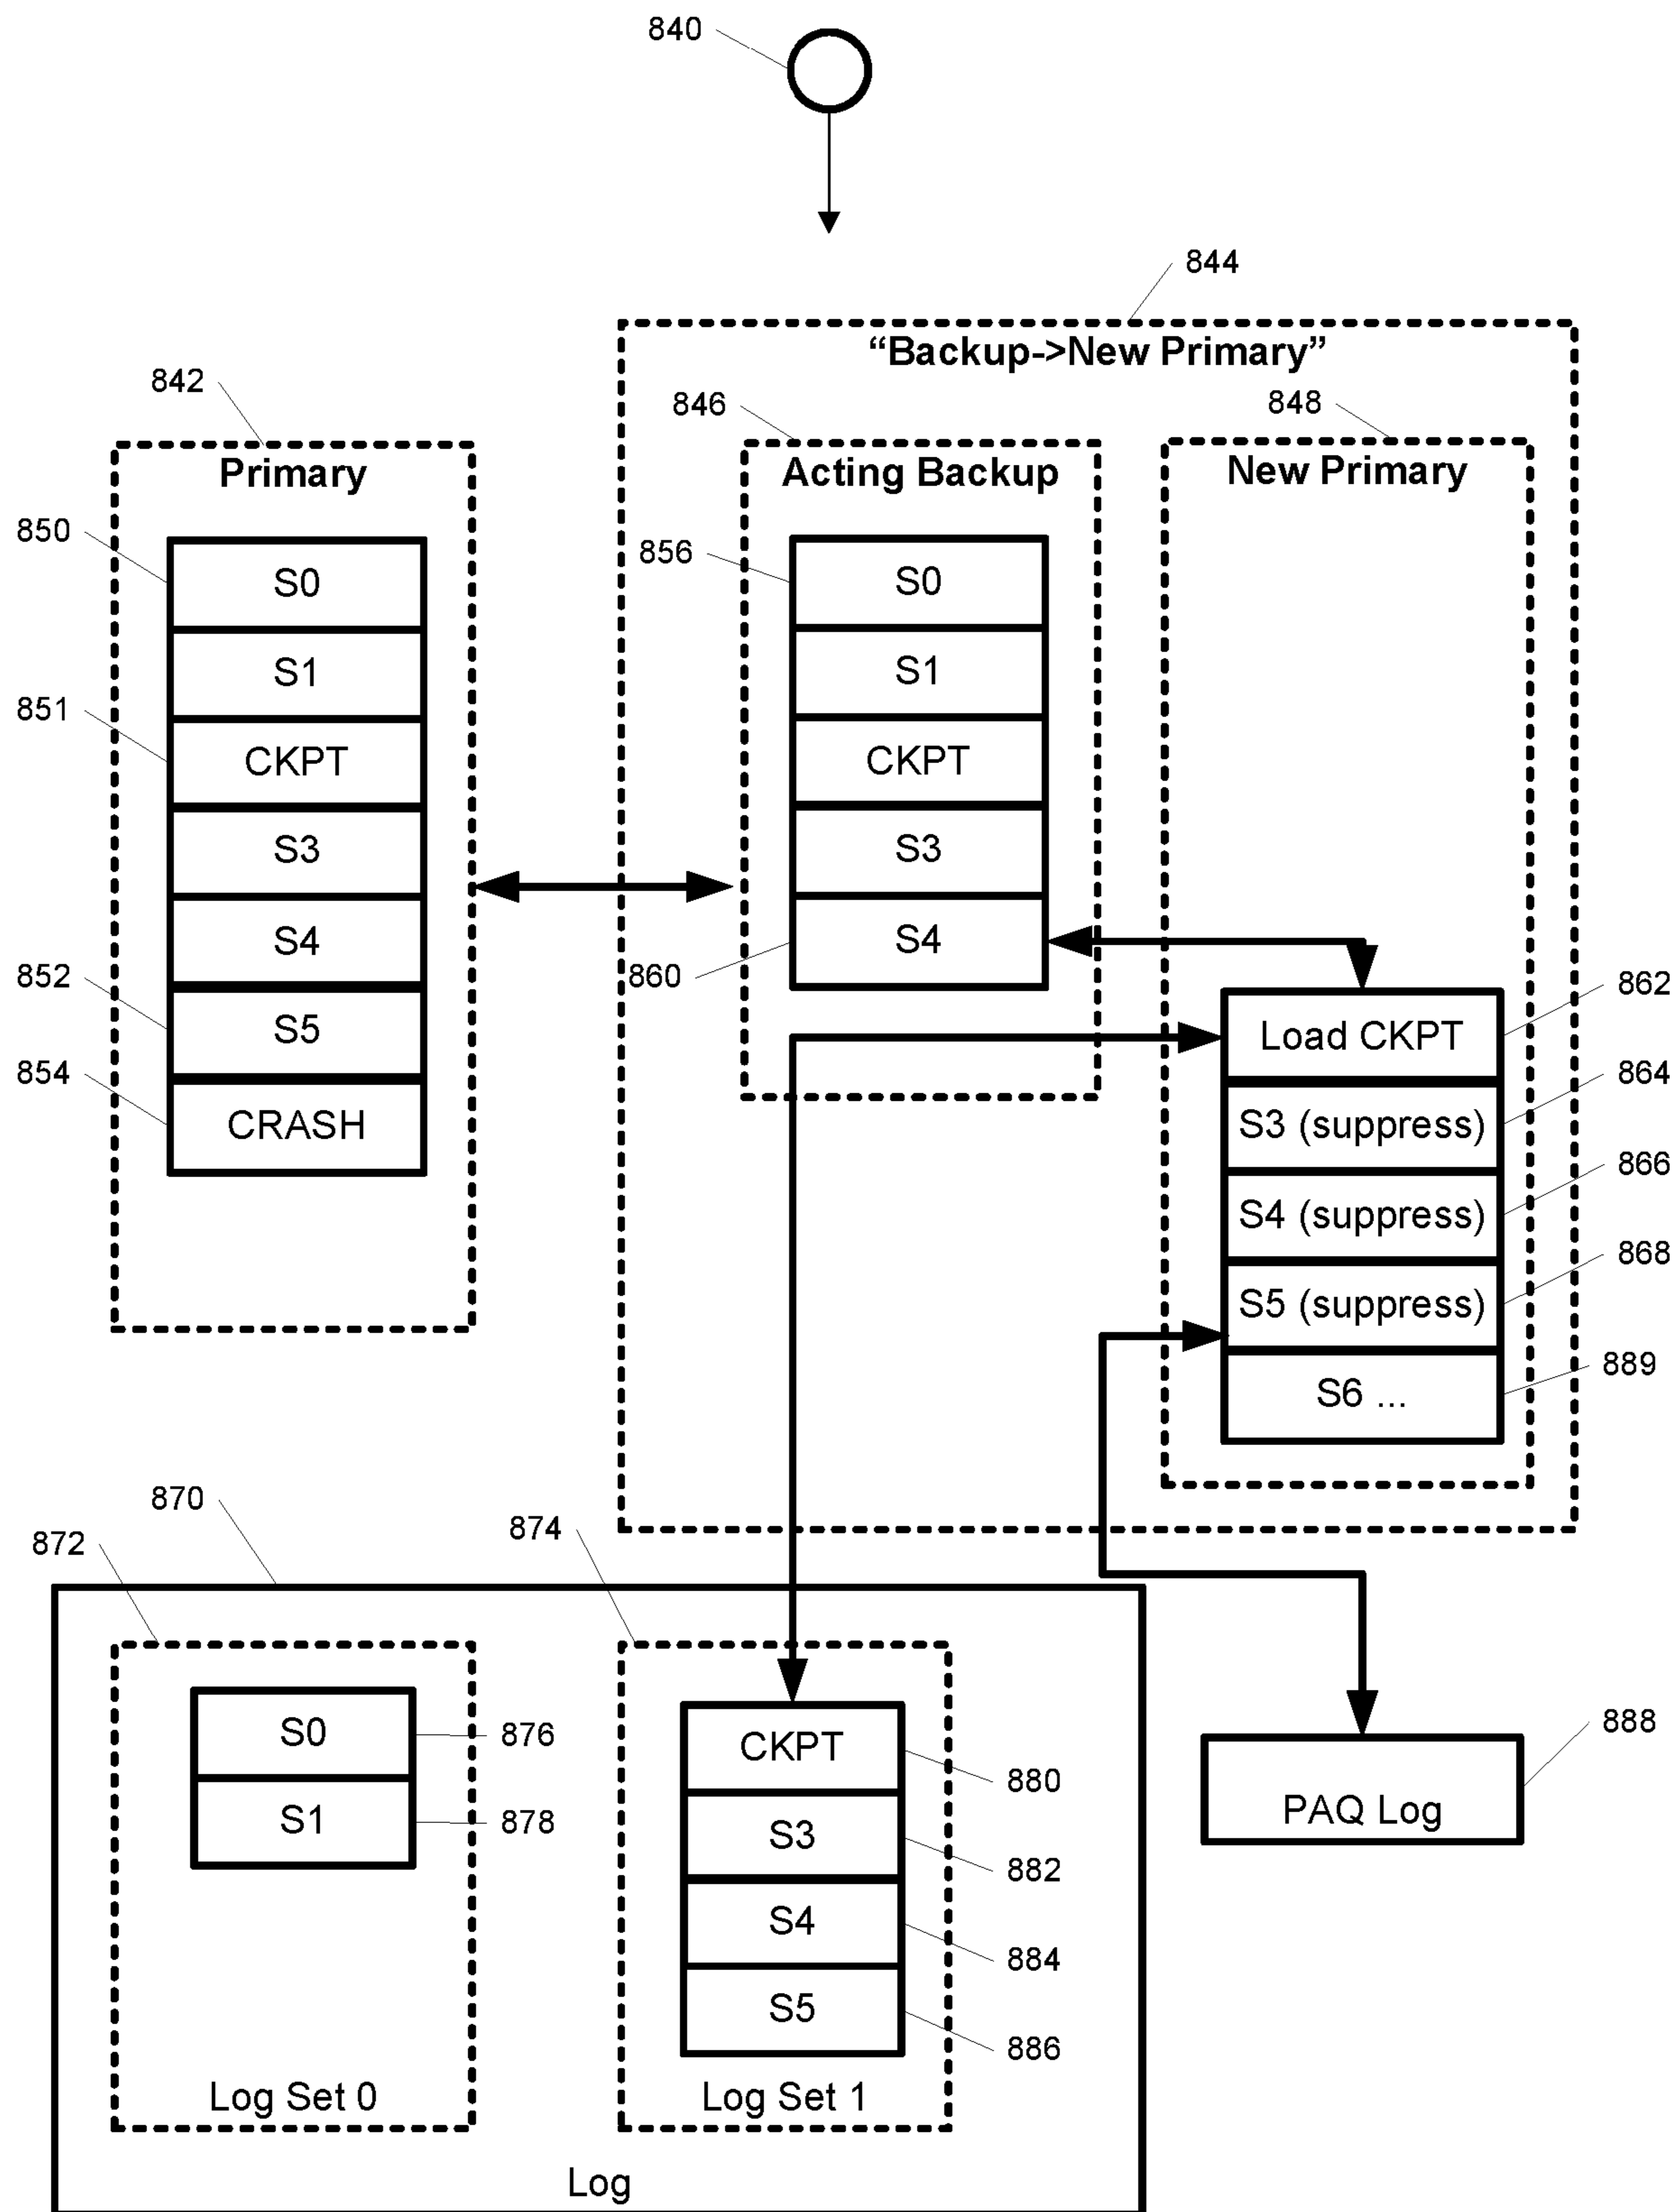 840
844
“Backup->New Primary”
842
846
848
Primary
Acting Backup
New Primary
850
S0
S1
851
CKPT
S3
S4
852
S5
854
CRASH
856
S0
S1
CKPT
S3
S4
860
Load CKPT
862
864
S3 (suppress)
866
S4 (suppress)
868
S5 (suppress)
889
S6 ...
870
872
874
S0
876
S1
878
CKPT
880
S3
882
S4
884
S5
886
Log Set 0
Log Set 1
Log
888
PAQ Log